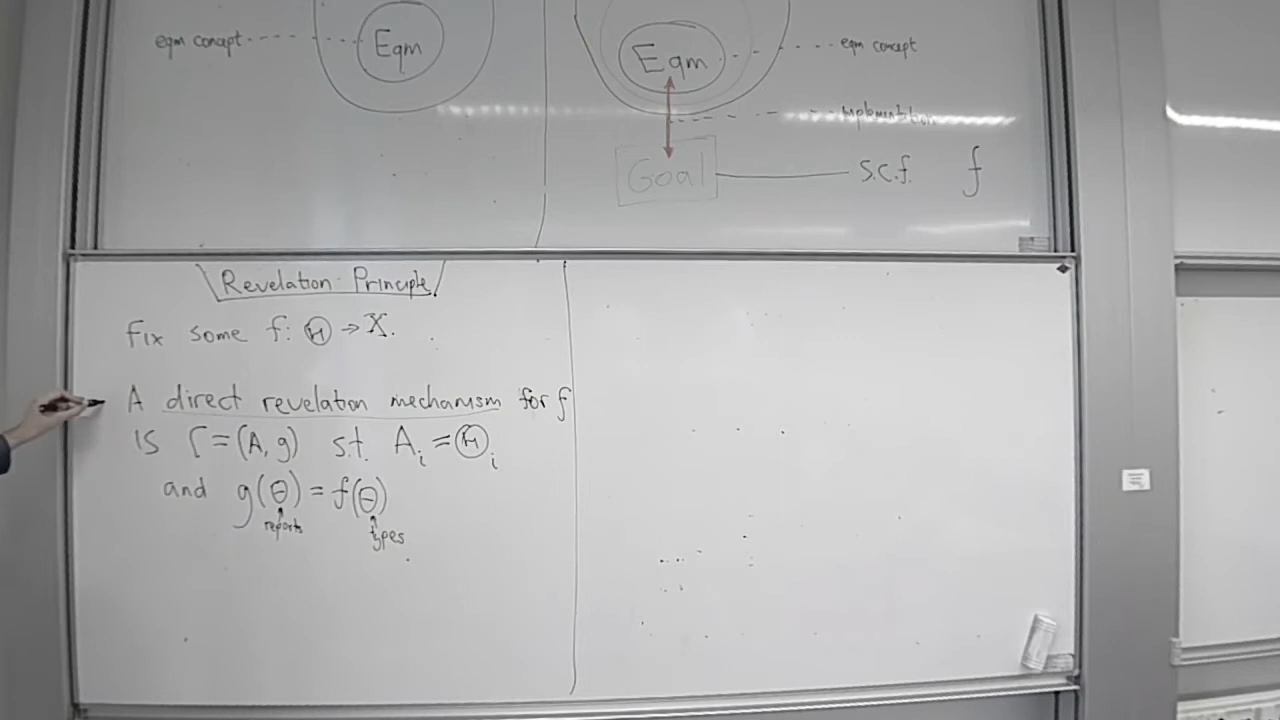 eqm concept
Eqm
Eqm
eqm concept
Goal
s.c.f. f
Revelation Principle
Fix some f: Θ → X.
A direct revelation mechanism for f
is Γ = (A, g) s.t. A_i = Θ_i
and g(θ) = f(θ)
reports
types